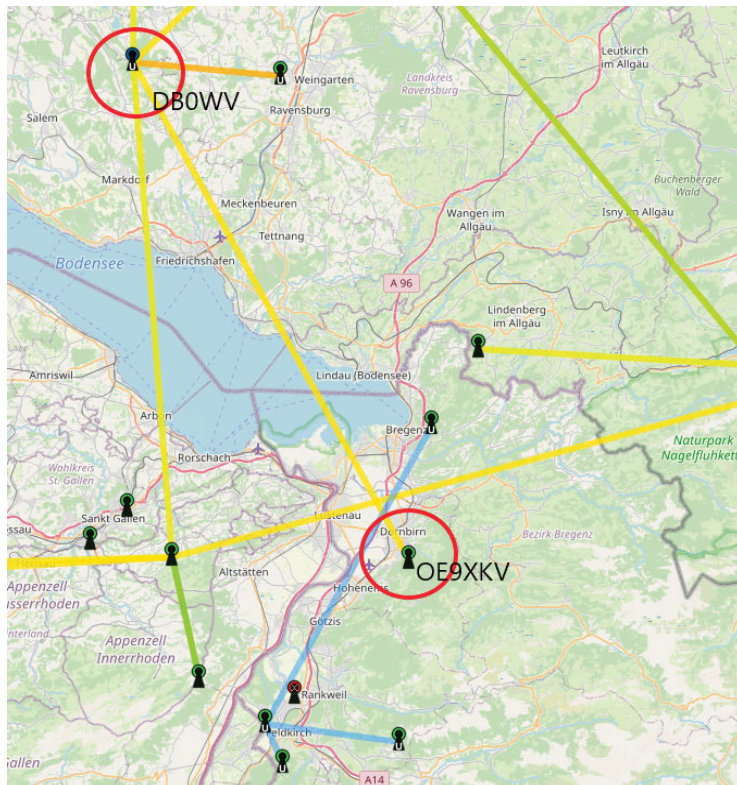 Leutkirch
im Allgäu
DB0WV
Weingarten
Landkreis
Ravensburg
Ravensburg
Salem
Markdorf
Buchenberger
Wald
Meckenbeuren
Wangen im
Allgäu
Isny im Allgäu
Tettnang
Bodensee
Friedrichshafen
A 96
Lindenberg
im Allgäu
Amriswil
Lindau (Bodensee)
Arbon
Bregenz
Naturpark
Nagelfluhkette
Rorschach
Wahlkreis
St. Gallen
Sankt Gallen
Lustenau
Dornbirn
Bezirk Bregenz
Herisau
Altstätten
OE9XKV
Hohenems
Appenzell
Ausserrhoden
Götzis
Appenzell
Innerrhoden
Rankweil
Feldkirch
Gallen
A14